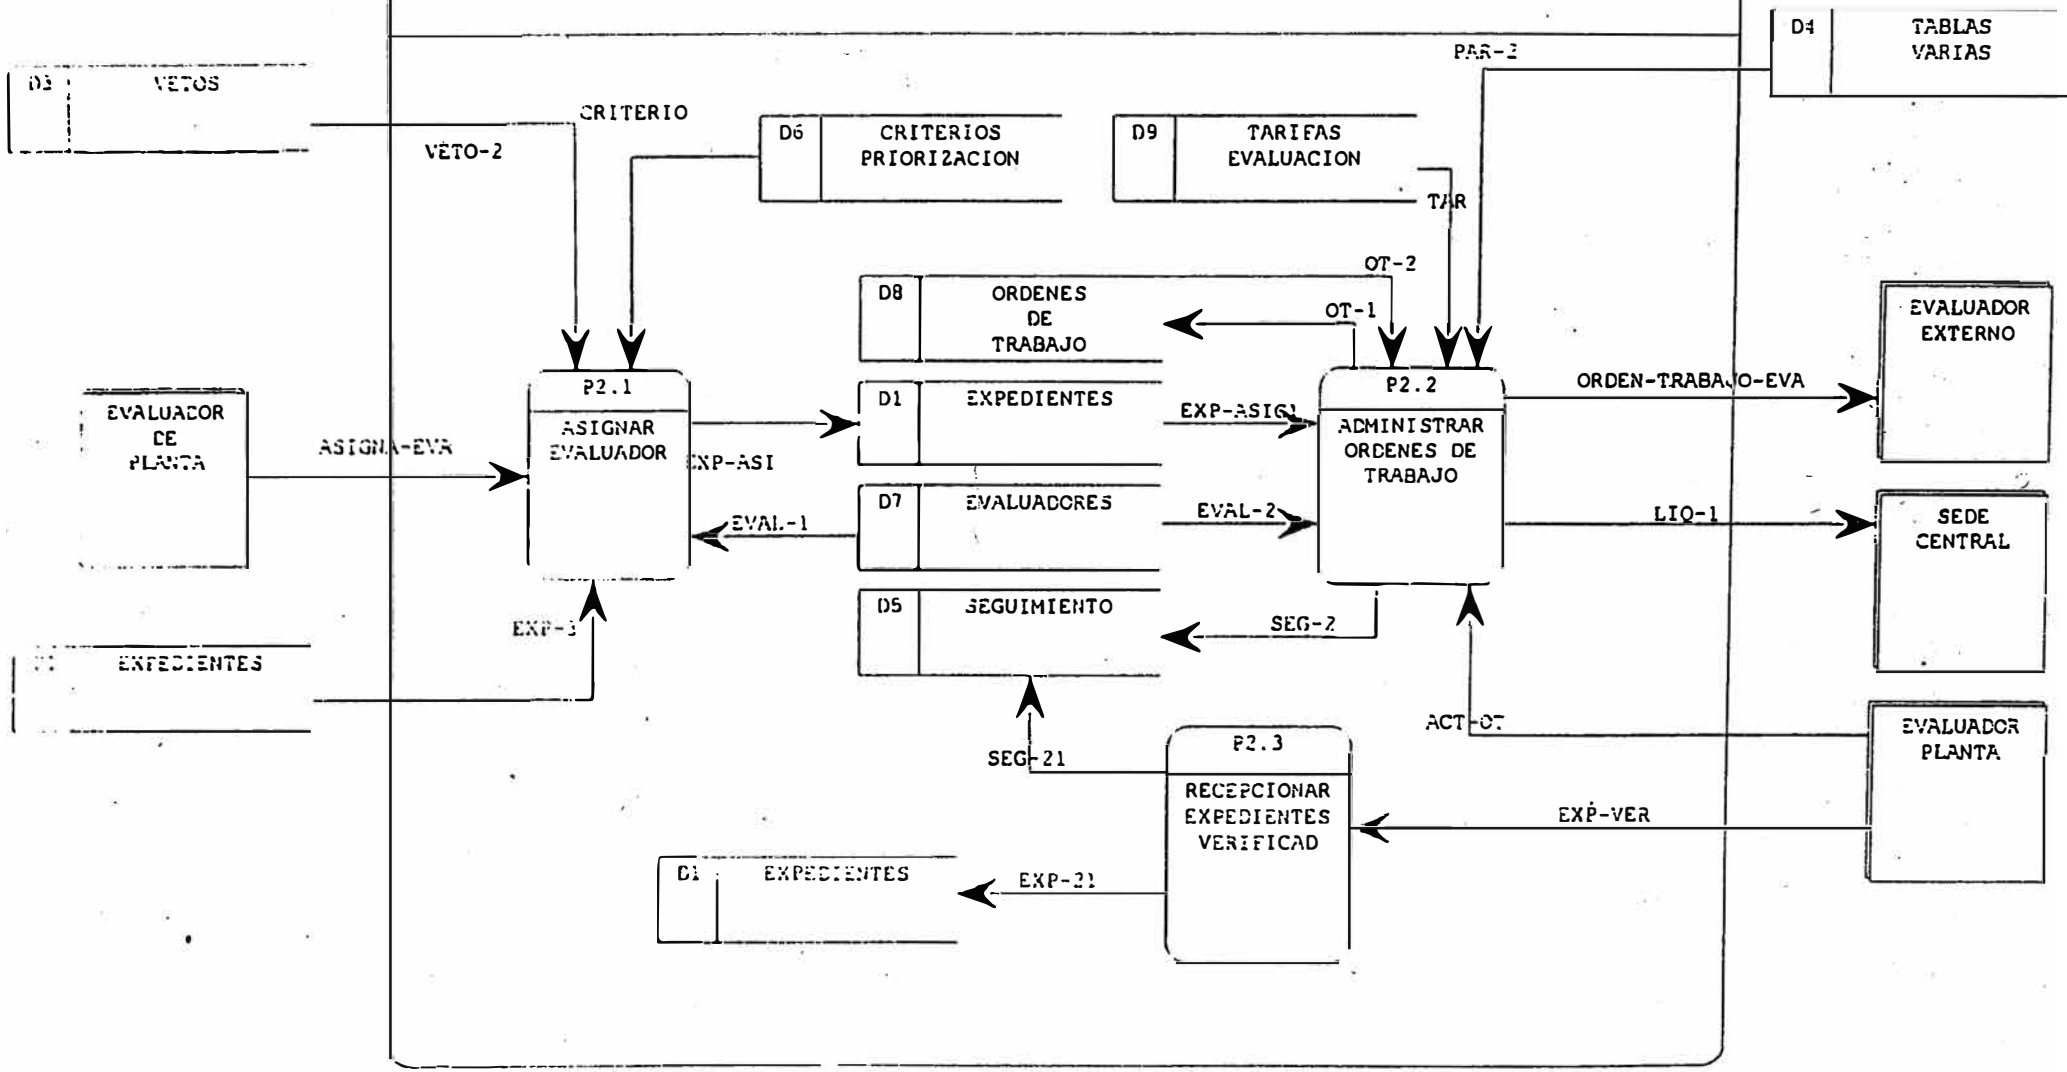 D4
TABLAS
VARIAS
PAR-2
D3
VETOS
CRITERIO
VETO-2
D6
CRITERIOS
PRIORIZACION
D9
TARIFAS
EVALUACION
TAR
OT-2
D8
ORDENES
DE
TRABAJO
OT-1
EVALUADOR
EXTERNO
P2.1
ASIGNAR
EVALUADOR
D1
EXPEDIENTES
EXP-ASIG1
P2.2
ADMINISTRAR
ORDENES DE
TRABAJO
ORDEN-TRABAJO-EVA
EVALUADOR
DE
PLANTA
ASIGNA-EVA
EXP-ASI
EVAL-1
D7
EVALUADORES
EVAL-2
LIQ-1
SEDE
CENTRAL
D5
SEGUIMIENTO
SEG-2
EXP-3
EXPEDIENTES
ACT-OT
EVALUADOR
PLANTA
SEG-21
P2.3
RECEPCIONAR
EXPEDIENTES
VERIFICAD
EXP-VER
D1
EXPEDIENTES
EXP-21